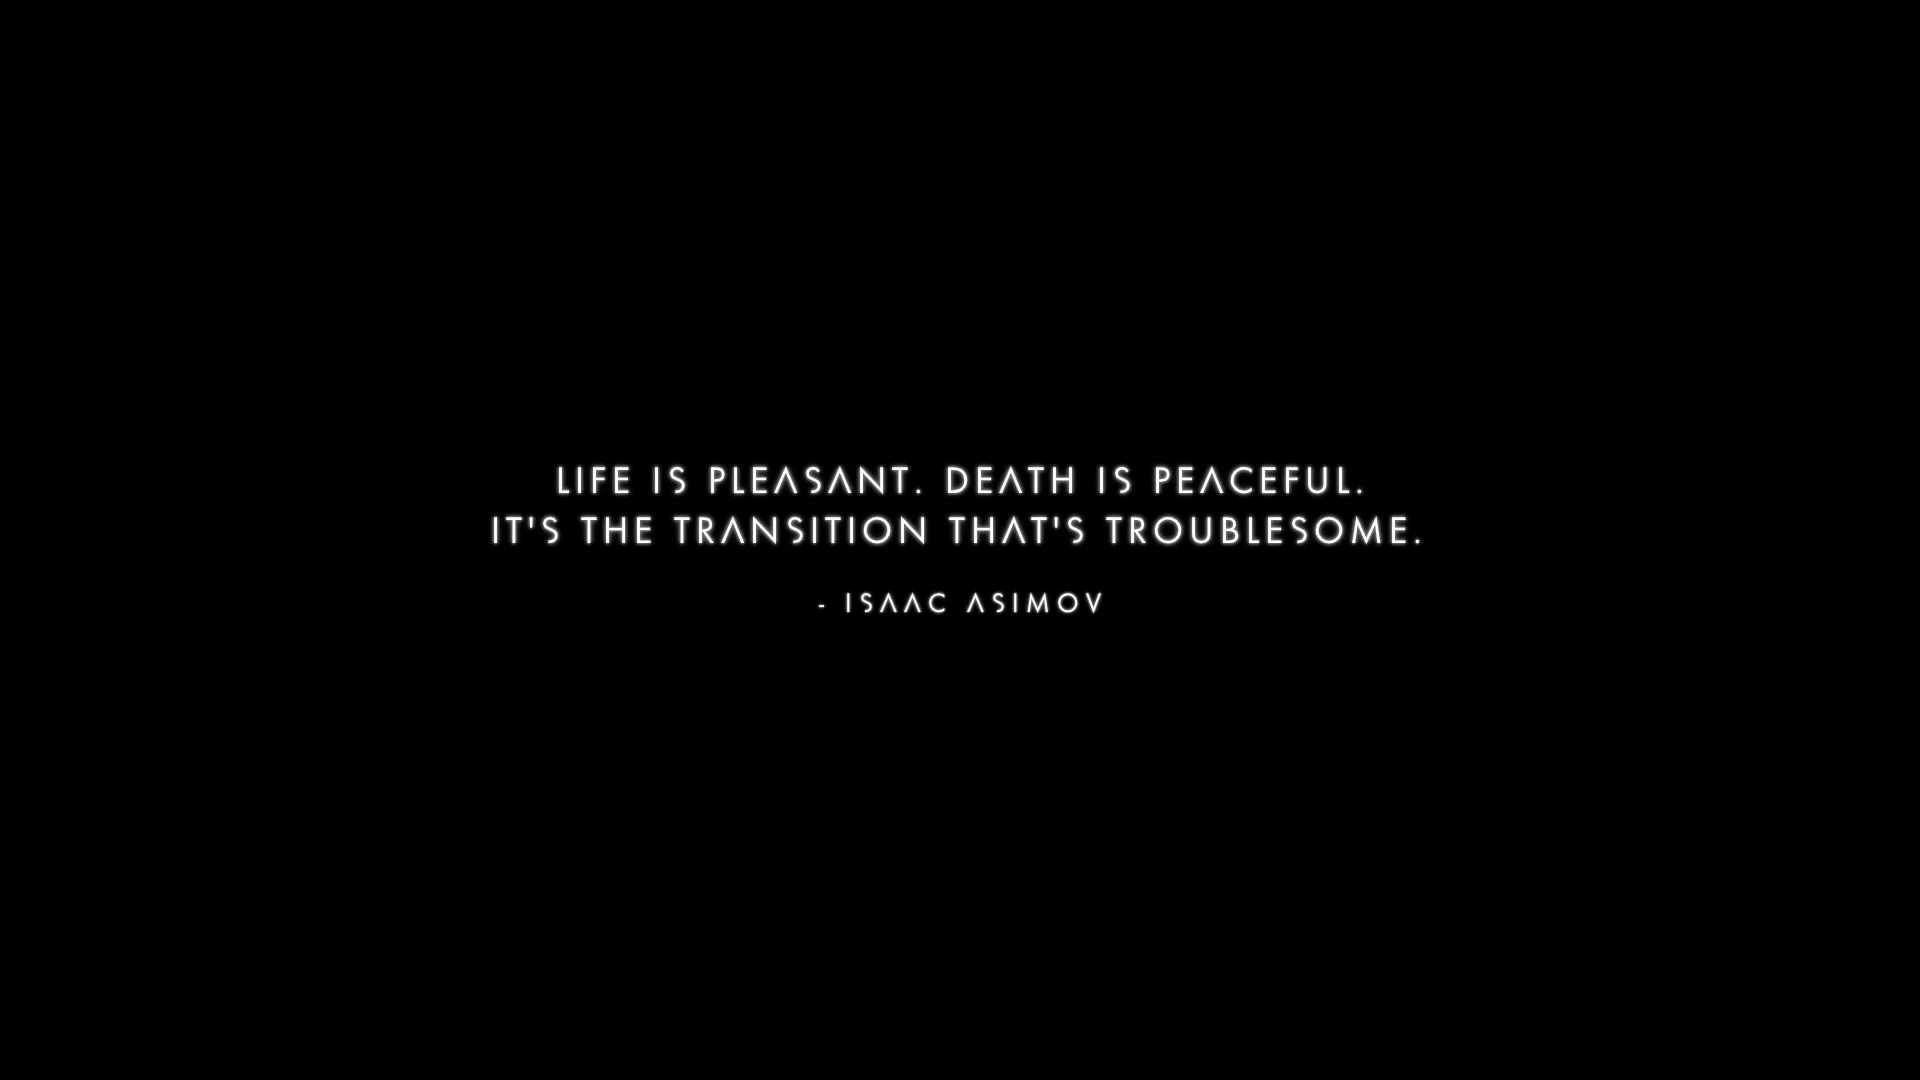 LIFE IS PLEASANT. DEATH IS PEACEFUL.
IT'S THE TRANSITION THAT'S TROUBLESOME.
- ISAAC ASIMOV